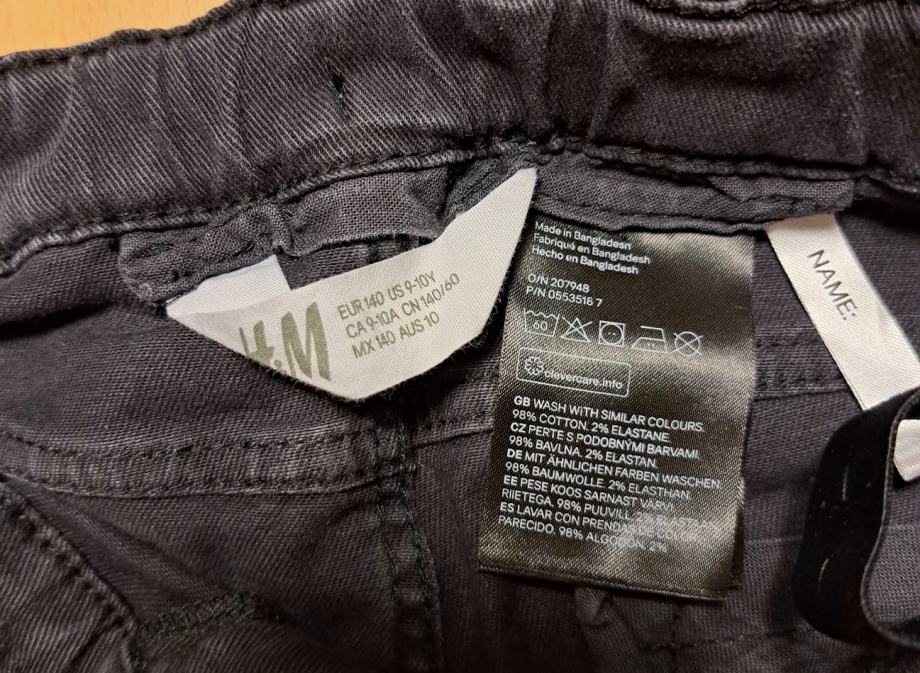 H&M
EUR 140 US 9-10Y
CA 9-10A CN 140/60
MX 140 AUS 10
Made in Bangladesh
Fabriqué en Bangladesh
Hecho en Bangladesh
O/N 207948
P/N 0553518 7
60
clevercare.info
GB WASH WITH SIMILAR COLOURS.
98% COTTON. 2% ELASTANE.
CZ PERTE S PODOBNÝMI BARVAMI.
98% BAVLNA. 2% ELASTAN.
DE MIT ÄHNLICHEN FARBEN WASCHEN.
98% BAUMWOLLE. 2% ELASTHAN.
EE PESE KOOS SARNAST VÄRVI
RIIETEGA. 98% PUUVILL.
ES LAVAR CON PRENDAS
PARECIDO. 98% ALGODÓN. 2%
NAME: